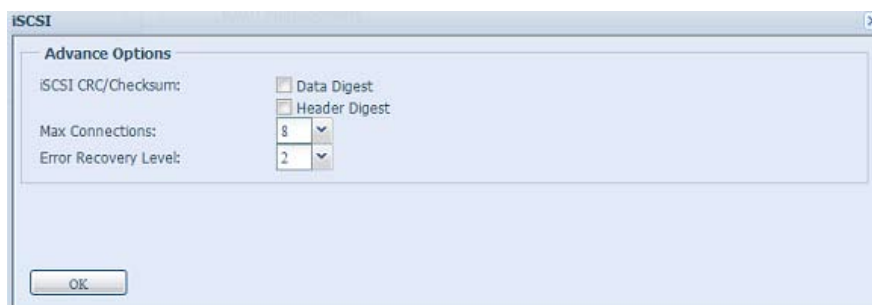 iSCSI
Advance Options
iSCSI CRC/Checksum:
Data Digest
Header Digest
Max Connections: 8
Error Recovery Level: 2
OK